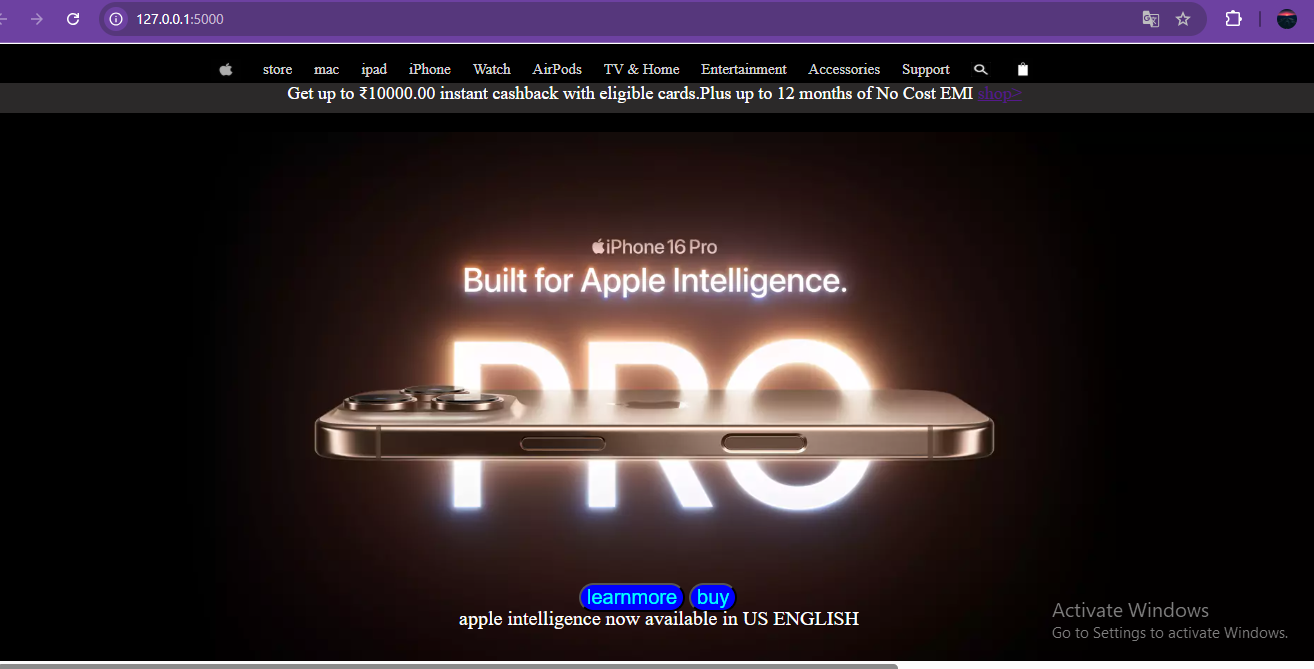 127.0.0.1:5000
store mac ipad iPhone Watch AirPods TV & Home Entertainment Accessories Support
Get up to ₹10000.00 instant cashback with eligible cards.Plus up to 12 months of No Cost EMI shop>
iPhone 16 Pro
Built for Apple Intelligence.
PRO
learnmore buy
apple intelligence now available in US ENGLISH
Activate Windows
Go to Settings to activate Windows.